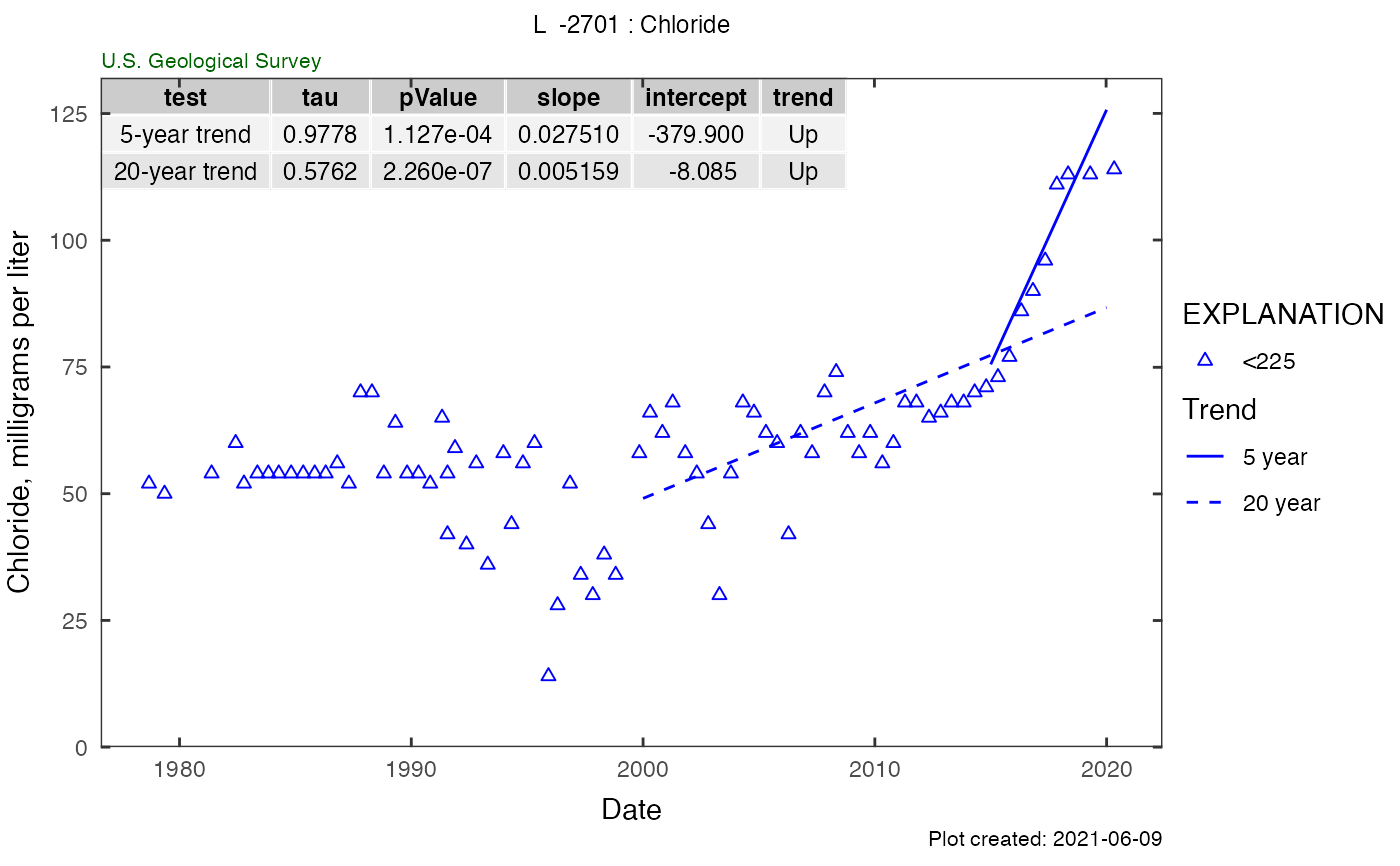 L -2701 : Chloride
U.S. Geological Survey
test tau pValue slope intercept trend
5-year trend 0.9778 1.127e-04 0.027510 -379.900 Up
20-year trend 0.5762 2.260e-07 0.005159 -8.085 Up
Chloride, milligrams per liter
125
100
75
50
25
0
1980 1990 2000 2010 2020
Date
EXPLANATION
<225
Trend
5 year
20 year
Plot created: 2021-06-09